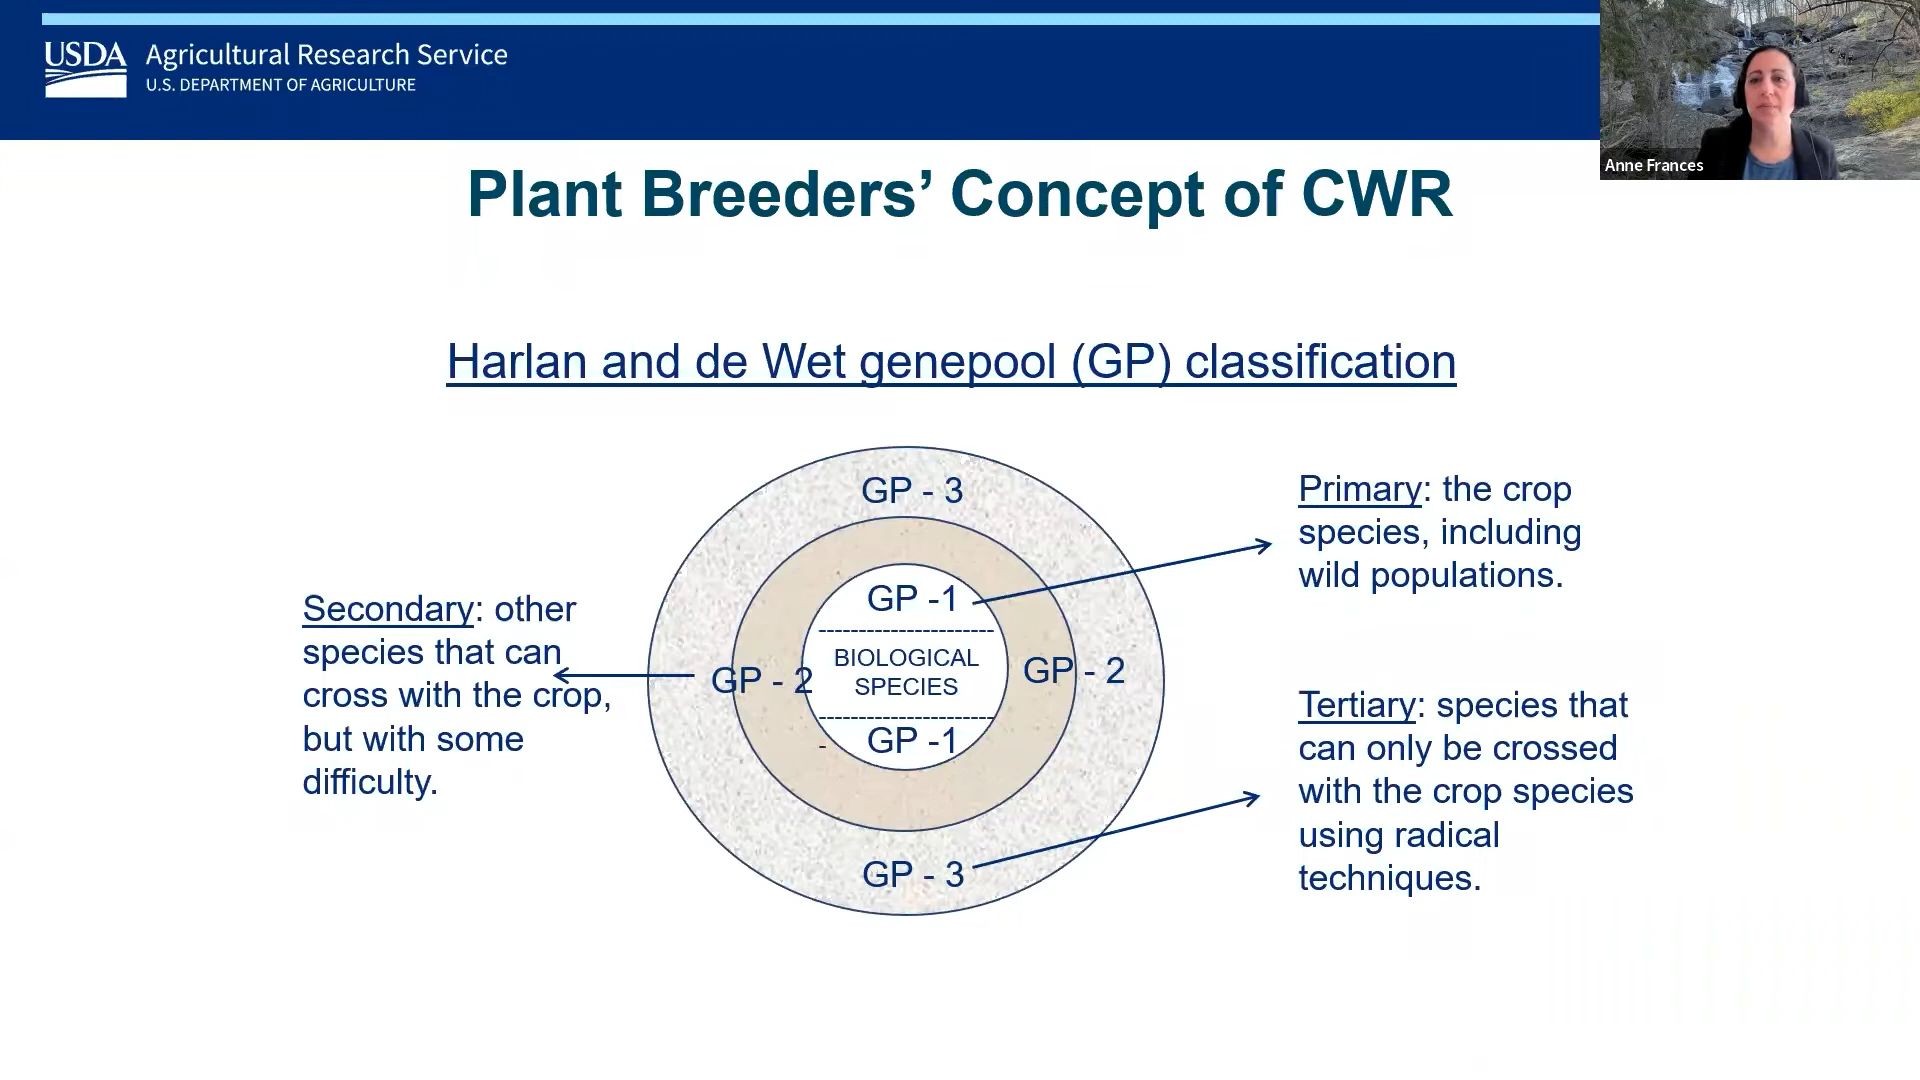 USDA
Agricultural Research Service
U.S. DEPARTMENT OF AGRICULTURE
Anne Frances
Plant Breeders’ Concept of CWR
Harlan and de Wet genepool (GP) classification
GP - 3
GP -1
----------------------
BIOLOGICAL
SPECIES
----------------------
-
GP -1
GP - 2
GP - 2
GP - 3
Secondary: other
species that can
cross with the crop,
but with some
difficulty.
Primary: the crop
species, including
wild populations.
Tertiary: species that
can only be crossed
with the crop species
using radical
techniques.